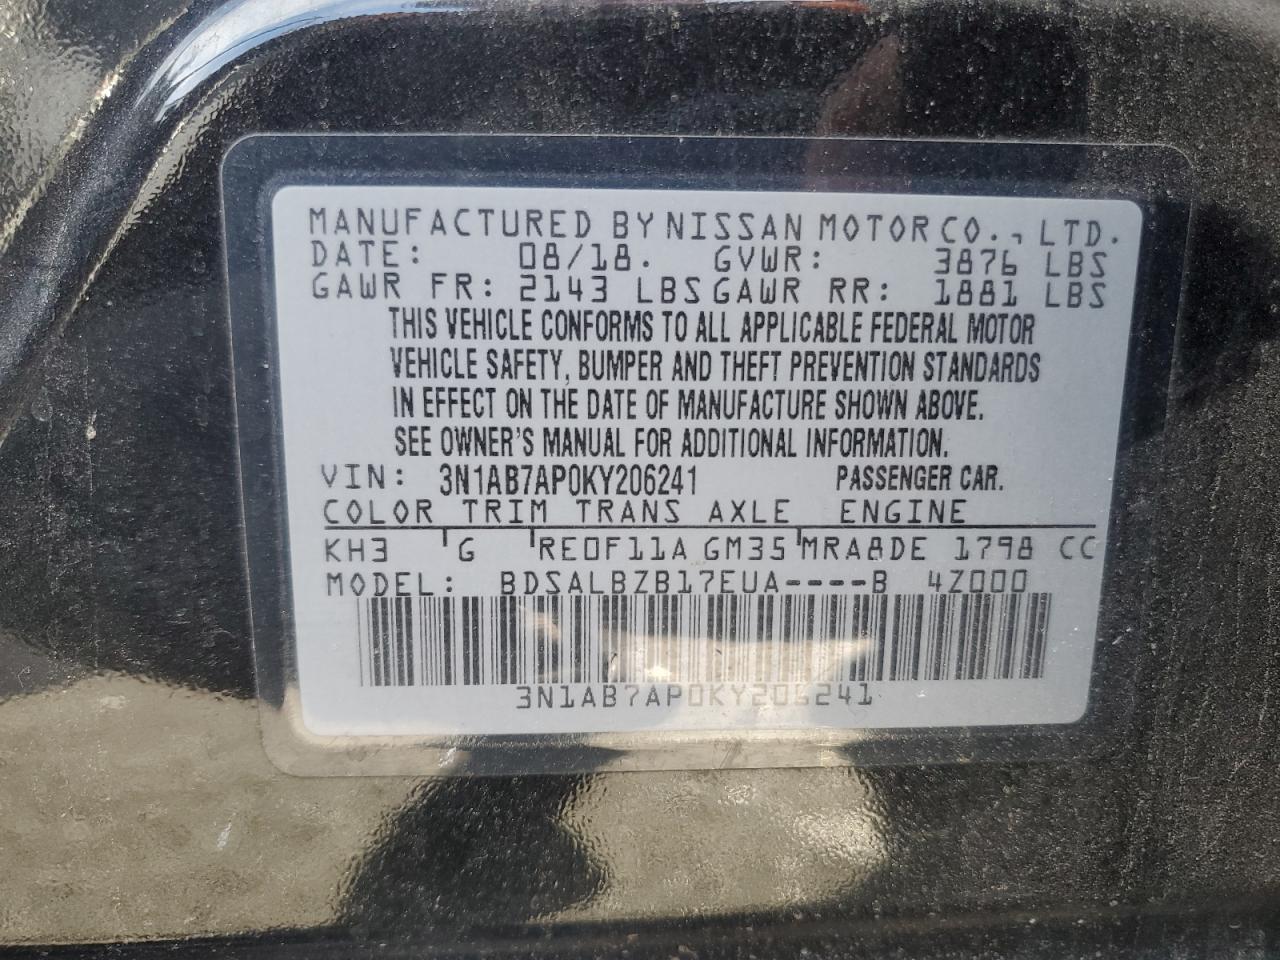 MANUFACTURED BY NISSAN MOTOR CO., LTD.
DATE: 08/18. GVWR: 3876 LBS
GAWR FR: 2143 LBS GAWR RR: 1881 LBS
THIS VEHICLE CONFORMS TO ALL APPLICABLE FEDERAL MOTOR
VEHICLE SAFETY, BUMPER AND THEFT PREVENTION STANDARDS
IN EFFECT ON THE DATE OF MANUFACTURE SHOWN ABOVE.
SEE OWNER'S MANUAL FOR ADDITIONAL INFORMATION.
VIN: 3N1AB7AP0KY206241 PASSENGER CAR.
COLOR TRIM TRANS AXLE ENGINE
KH3 G RE0F11A GM35 MRA8DE 1798 CC
MODEL: BDSALBZB17EUA----B 4Z000
3N1AB7AP0KY206241